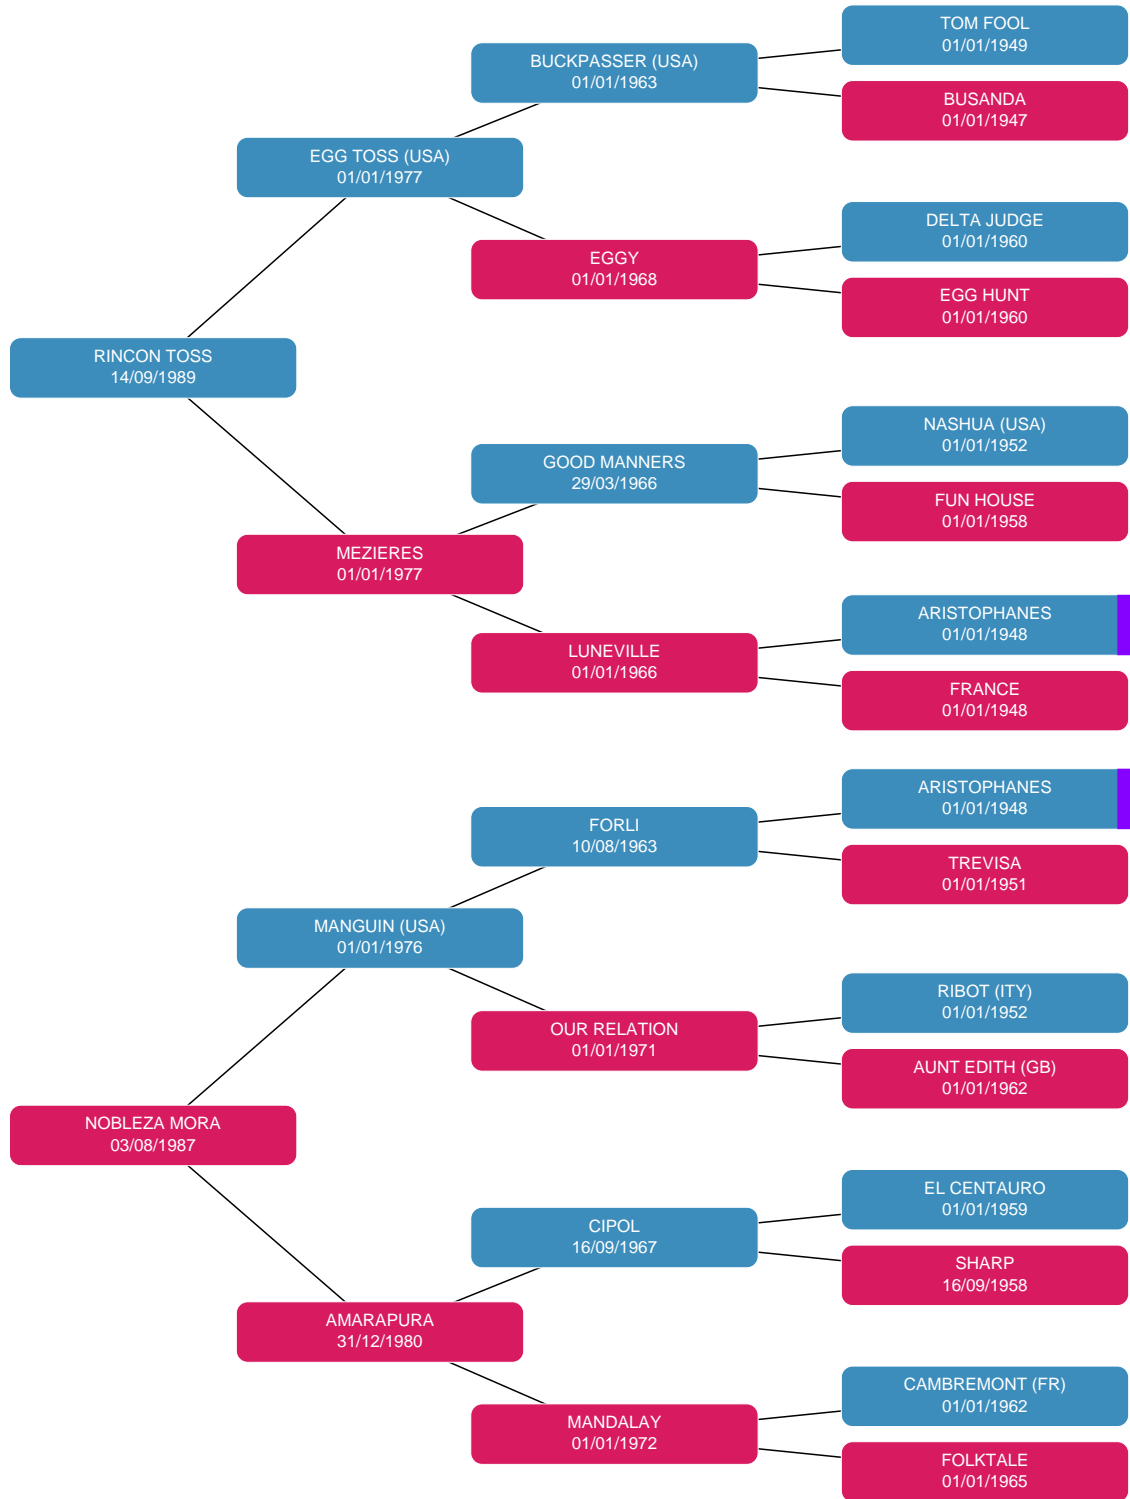 TOM FOOL
01/01/1949
BUCKPASSER (USA)
01/01/1963
BUSANDA
01/01/1947
EGG TOSS (USA)
01/01/1977
DELTA JUDGE
01/01/1960
EGGY
01/01/1968
EGG HUNT
01/01/1960
RINCON TOSS
14/09/1989
NASHUA (USA)
01/01/1952
GOOD MANNERS
29/03/1966
FUN HOUSE
01/01/1958
MEZIERES
01/01/1977
ARISTOPHANES
01/01/1948
LUNEVILLE
01/01/1966
FRANCE
01/01/1948
ARISTOPHANES
01/01/1948
FORLI
10/08/1963
TREVISA
01/01/1951
MANGUIN (USA)
01/01/1976
RIBOT (ITY)
01/01/1952
OUR RELATION
01/01/1971
AUNT EDITH (GB)
01/01/1962
NOBLEZA MORA
03/08/1987
EL CENTAURO
01/01/1959
CIPOL
16/09/1967
SHARP
16/09/1958
AMARAPURA
31/12/1980
CAMBREMONT (FR)
01/01/1962
MANDALAY
01/01/1972
FOLKTALE
01/01/1965